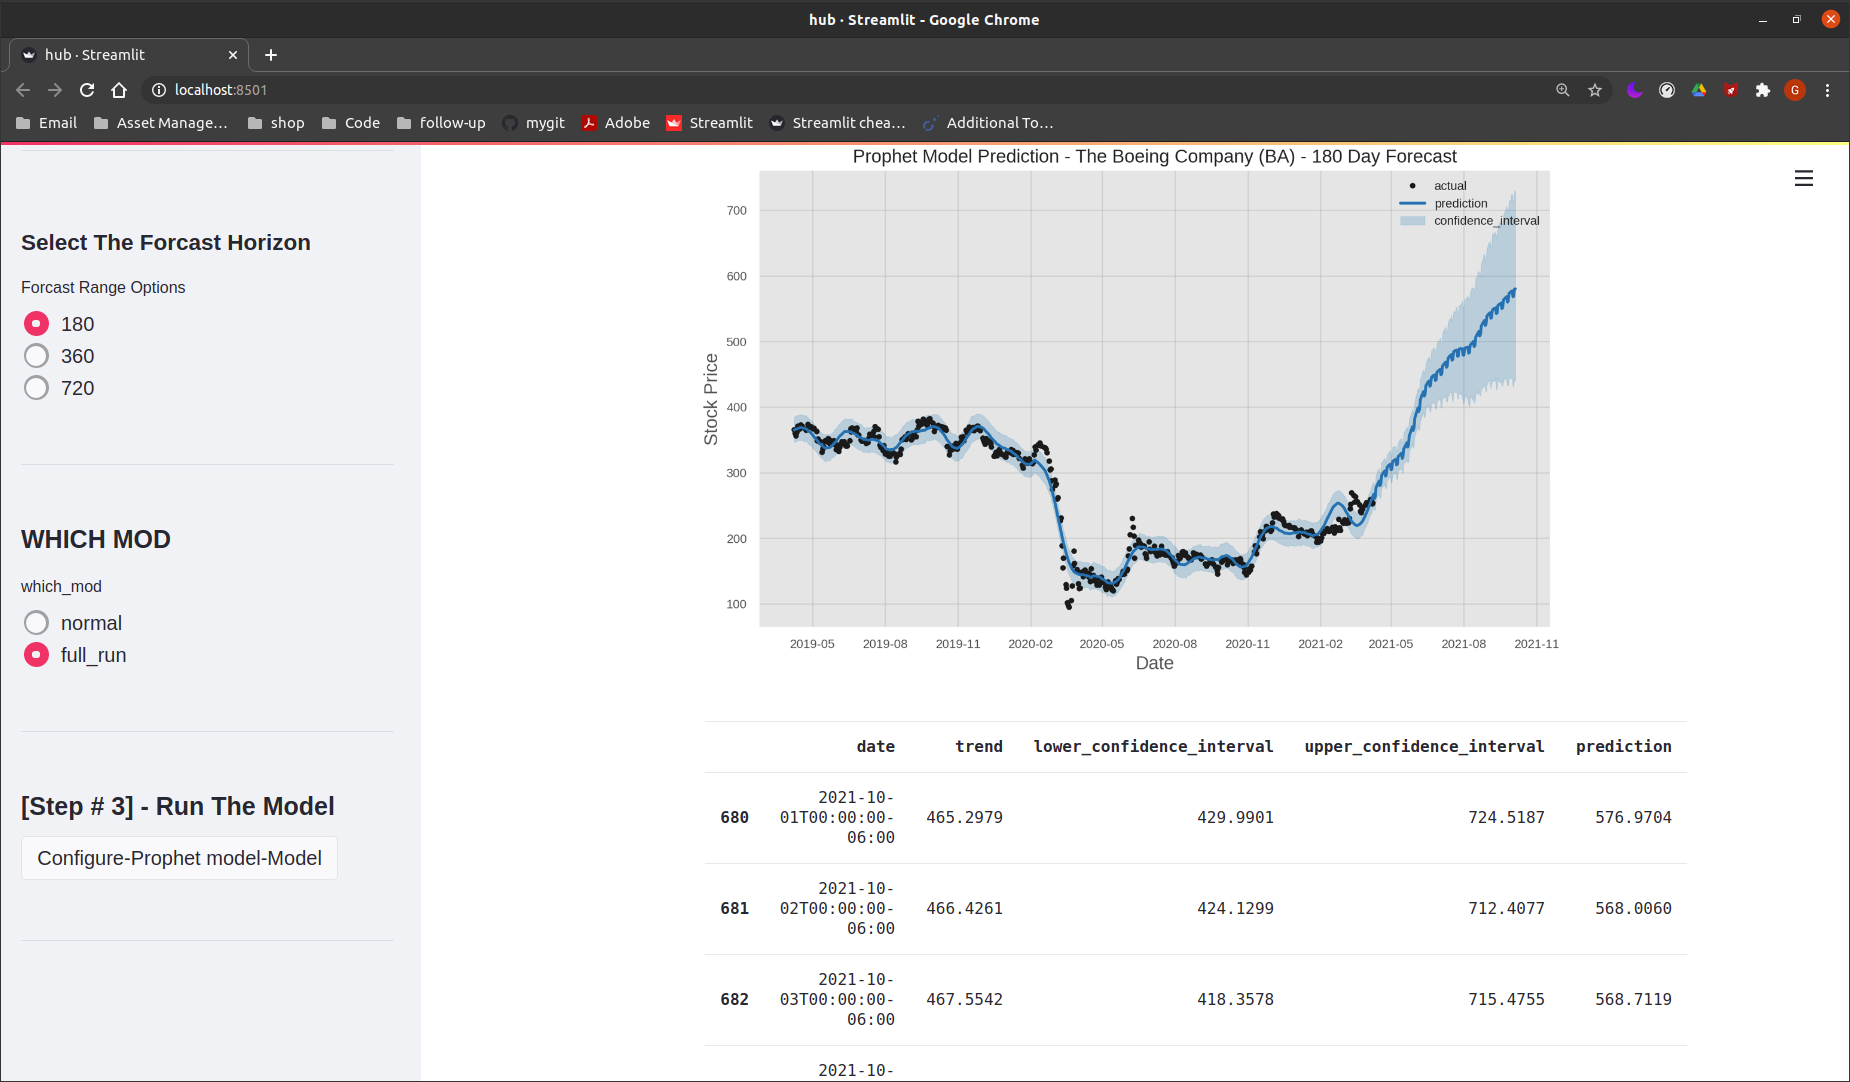 hub · Streamlit - Google Chrome
hub · Streamlit
localhost:8501
G
Email
Asset Manage...
shop
Code
follow-up
mygit
Adobe
Streamlit
Streamlit chea...
Additional To...
Select The Forcast Horizon
Forcast Range Options
180
360
720
WHICH MOD
which_mod
normal
full_run
[Step # 3] - Run The Model
Configure-Prophet model-Model
Prophet Model Prediction - The Boeing Company (BA) - 180 Day Forecast
actual
prediction
confidence_interval
700
600
500
400
300
200
100
Stock Price
2019-05 2019-08 2019-11 2020-02 2020-05 2020-08 2020-11 2021-02 2021-05 2021-08 2021-11
Date
date trend lower_confidence_interval upper_confidence_interval prediction
2021-10-
680 01T00:00:00- 465.2979 429.9901 724.5187 576.9704
06:00
2021-10-
681 02T00:00:00- 466.4261 424.1299 712.4077 568.0060
06:00
2021-10-
682 03T00:00:00- 467.5542 418.3578 715.4755 568.7119
06:00
2021-10-